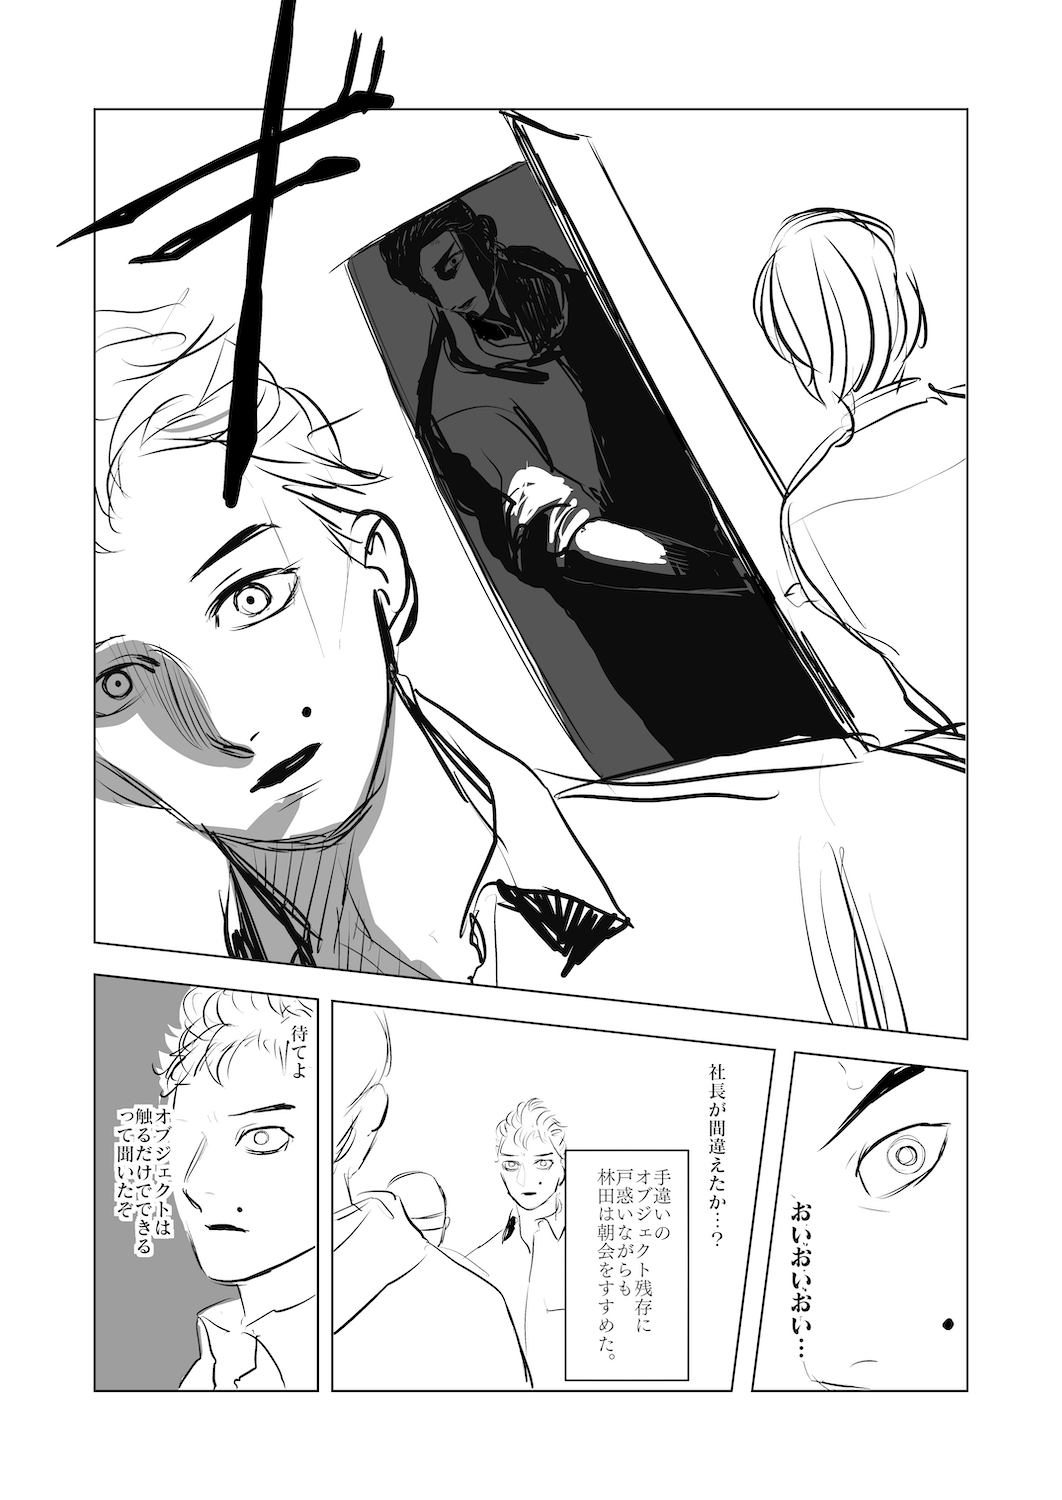 ギ
おいおいおい…
社長が間違えたか…？
手違いの
オブジェクト残存に
戸惑いながらも
林田は朝会をすすめた。
待てよ
オブジェクトは
触るだけでできる
って聞いたぞ